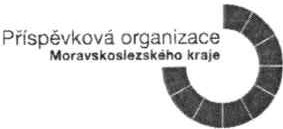 Příspěvková organizace
Moravskoslezského kraje